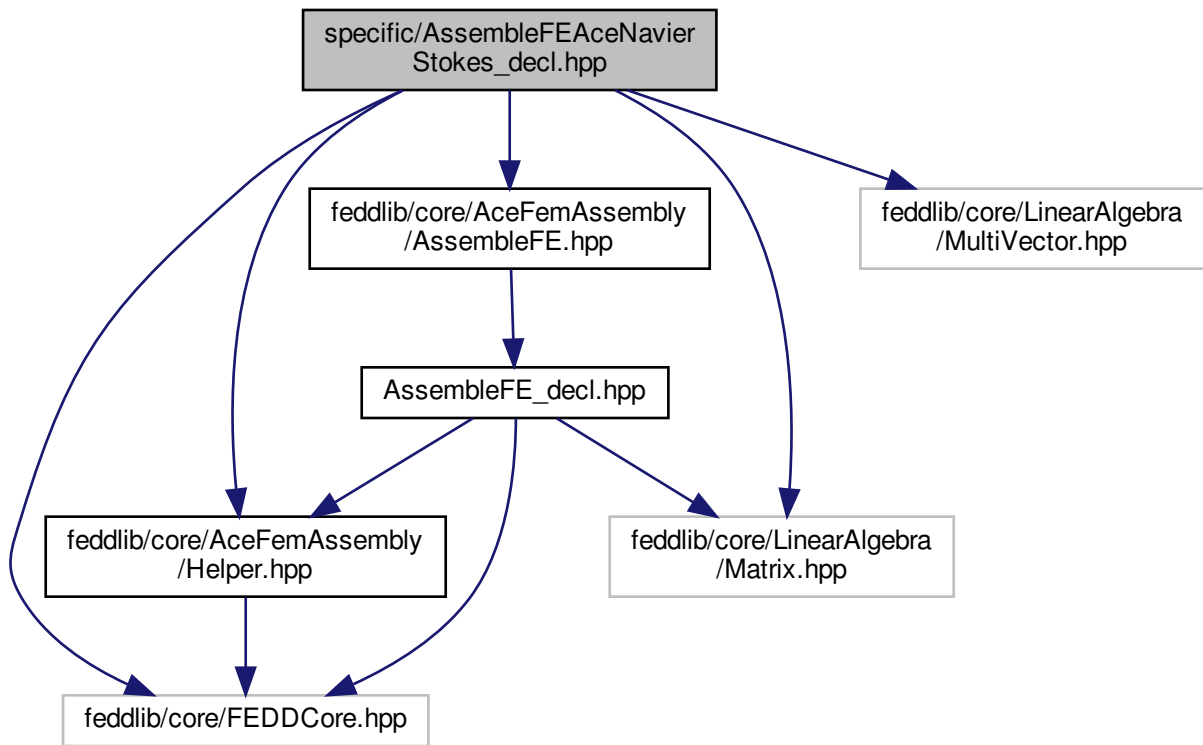 specific/AssembleFEAceNavier
Stokes_decl.hpp
feddlib/core/AceFemAssembly
/AssembleFE.hpp
feddlib/core/LinearAlgebra
/MultiVector.hpp
AssembleFE_decl.hpp
feddlib/core/AceFemAssembly
/Helper.hpp
feddlib/core/LinearAlgebra
/Matrix.hpp
feddlib/core/FEDDCore.hpp